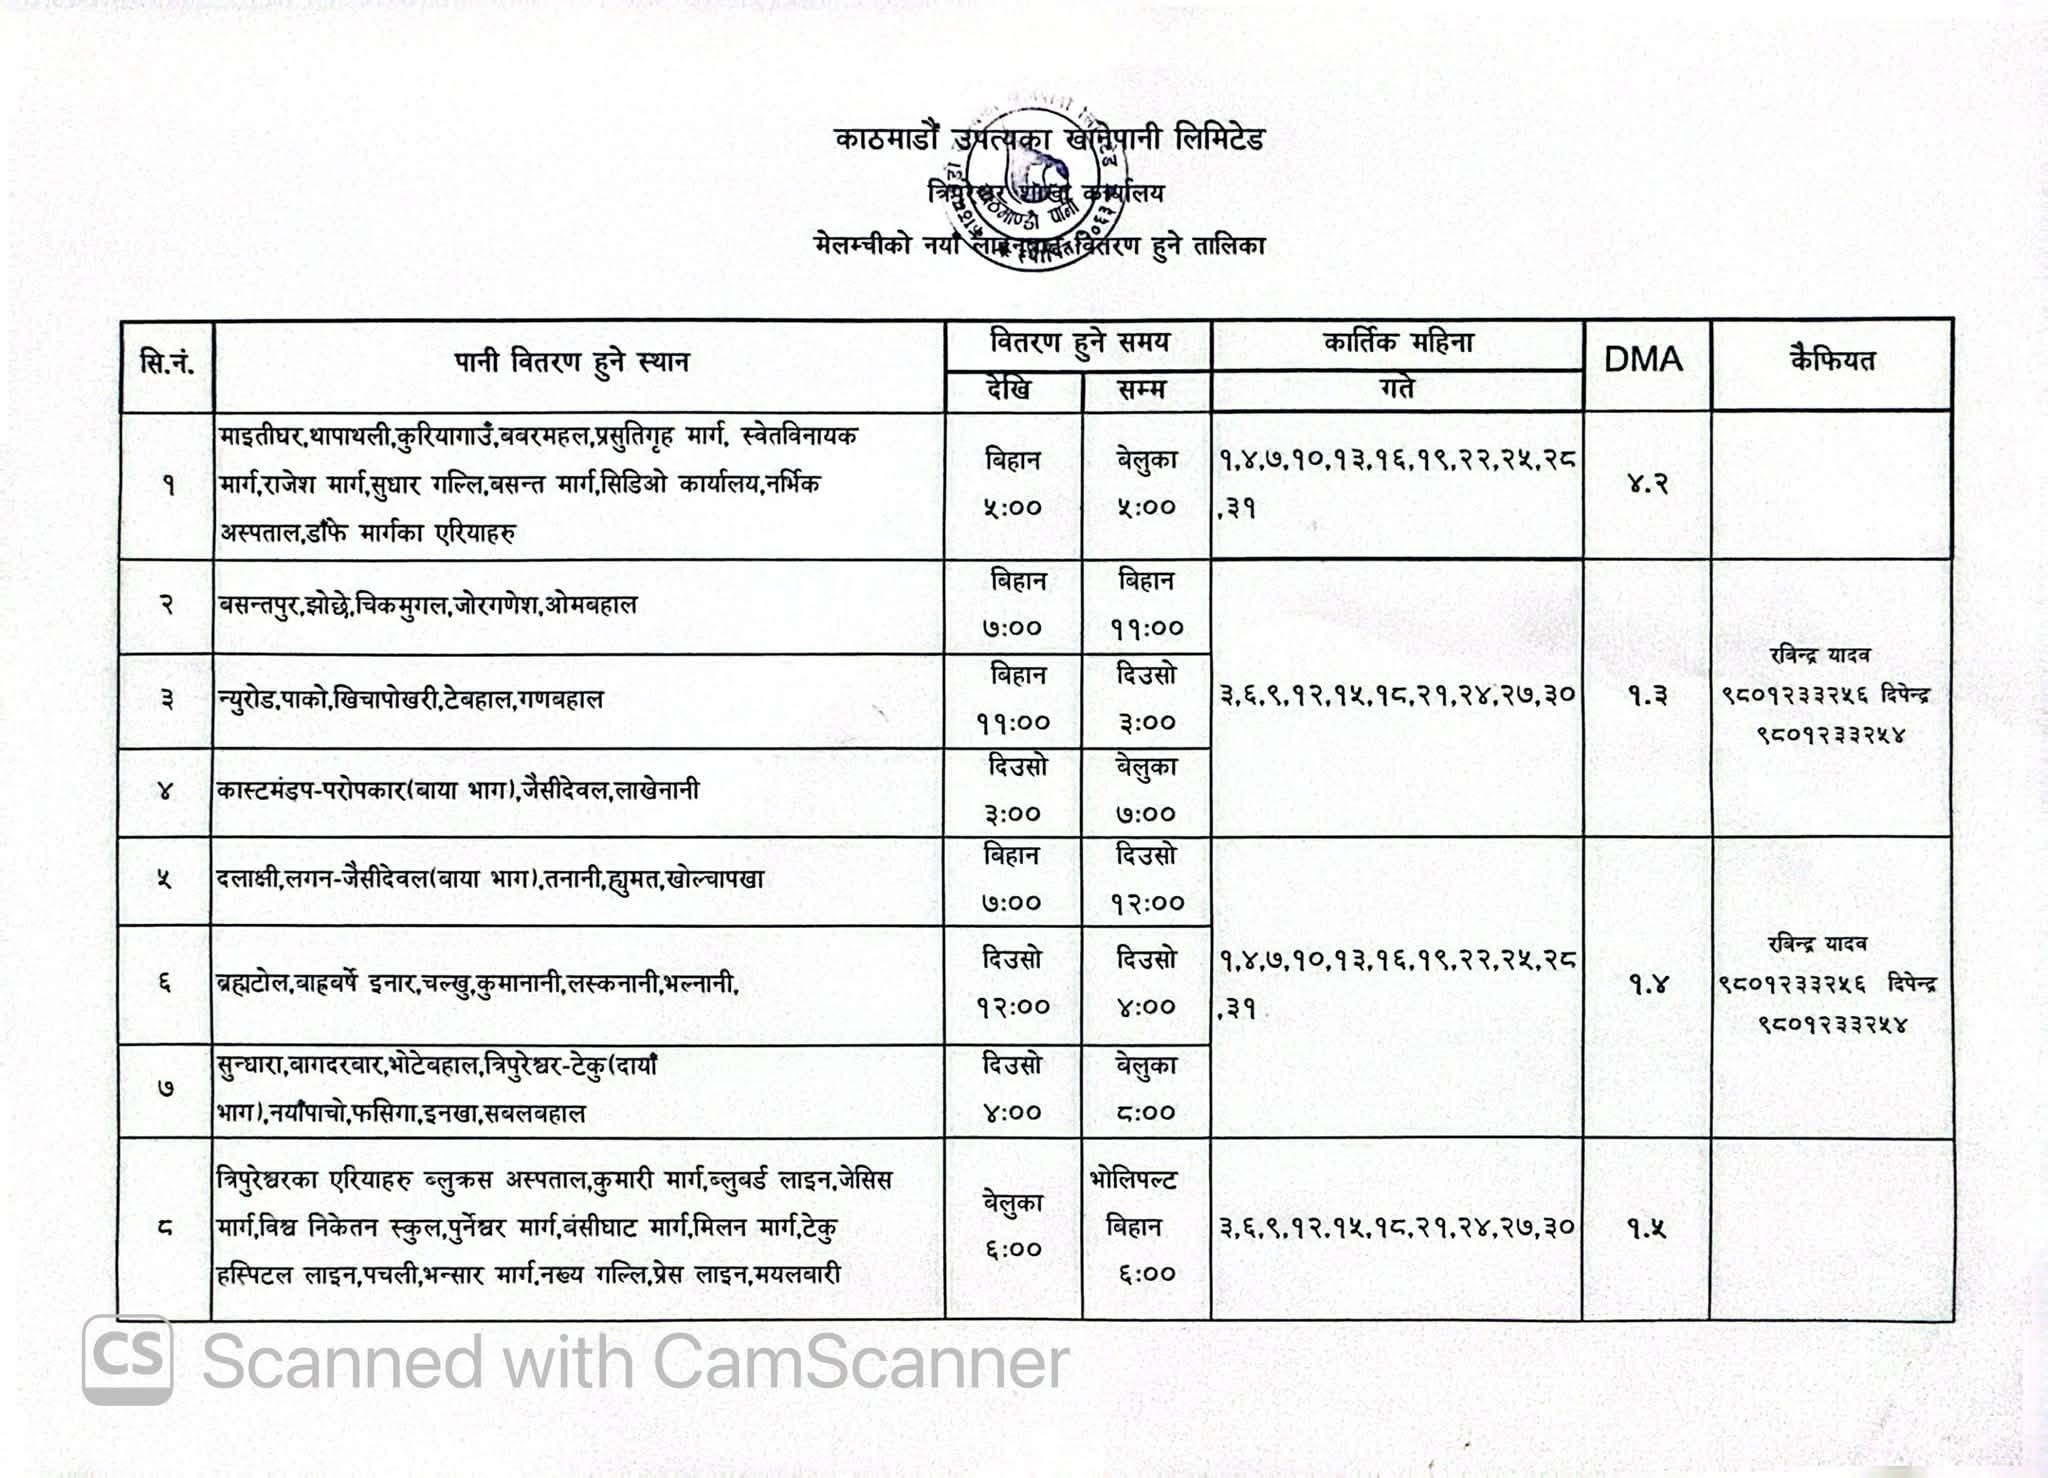 काठमाडौं उपत्यका खानेपानी लिमिटेड
त्रिपुरेश्वर शाखा कार्यालय
मेलम्चीको नयाँ लाइनबाट वितरण हुने तालिका
सि.नं.
पानी वितरण हुने स्थान
वितरण हुने समय
कार्तिक महिना
DMA
कैफियत
देखि
सम्म
गते
१
माइतीघर,थापाथली,कुरियागाउँ,बबरमहल,प्रसुतिगृह मार्ग, स्वेतविनायक
मार्ग,राजेश मार्ग,सुधार गल्लि,बसन्त मार्ग,सिडिओ कार्यालय,नर्भिक
अस्पताल,डाँफे मार्गका एरियाहरु
बिहान
५:००
बेलुका
५:००
१,४,७,१०,१३,१६,१९,२२,२५,२८
,३१
४.२
२
बसन्तपुर,झोछे,चिकमुगल,जोरगणेश,ओमबहाल
बिहान
७:००
बिहान
११:००
३
न्युरोड,पाको,खिचापोखरी,टेबहाल,गणबहाल
बिहान
११:००
दिउसो
३:००
३,६,९,१२,१५,१८,२१,२४,२७,३०
१.३
रबिन्द्र यादव
९८०१२३३२५६ दिपेन्द्र
९८०१२३३२५४
४
कास्टमंडप-परोपकार(बाया भाग),जैसीदेवल,लाखेनानी
दिउसो
३:००
बेलुका
७:००
५
दलाक्षी,लगन-जैसीदेवल(बाया भाग),तनानी,ह्युमत,खोल्चापखा
बिहान
७:००
दिउसो
१२:००
६
ब्रह्मटोल,बाह्रबर्षे इनार,चल्खु,कुमानानी,लस्कनानी,भल्नानी,
दिउसो
१२:००
दिउसो
४:००
१,४,७,१०,१३,१६,१९,२२,२५,२८
,३१
१.४
रबिन्द्र यादव
९८०१२३३२५६ दिपेन्द्र
९८०१२३३२५४
७
सुन्धारा,बागदरबार,भोटेबहाल,त्रिपुरेश्वर-टेकु(दायाँ
भाग),नयाँपाचो,फसिगा,इनखा,सबलबहाल
दिउसो
४:००
बेलुका
८:००
८
त्रिपुरेश्वरका एरियाहरु ब्लुक्रस अस्पताल,कुमारी मार्ग,ब्लुबर्ड लाइन,जेसिस
मार्ग,विश्व निकेतन स्कुल,पुर्नेश्वर मार्ग,बंसीघाट मार्ग,मिलन मार्ग,टेकु
हस्पिटल लाइन,पचली,भन्सार मार्ग,नख्य गल्लि,प्रेस लाइन,मयलबारी
बेलुका
६:००
भोलिपल्ट
बिहान
६:००
३,६,९,१२.१५,१८,२१,२४,२७,३०
१.५
CS Scanned with CamScanner